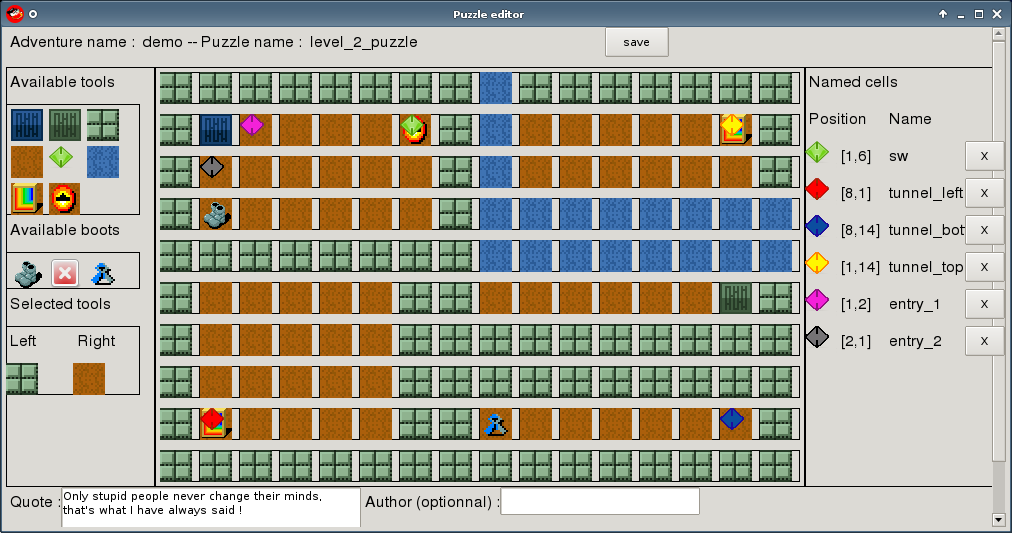 Puzzle editor
Adventure name : demo -- Puzzle name : level_2_puzzle
save
Available tools
Available boots
Selected tools
Left Right
Named cells
Position Name
[1,6] sw x
[8,1] tunnel_left x
[8,14] tunnel_bot x
[1,14] tunnel_top x
[1,2] entry_1 x
[2,1] entry_2 x
Quote :
Only stupid people never change their minds,
that's what I have always said !
Author (optionnal) :